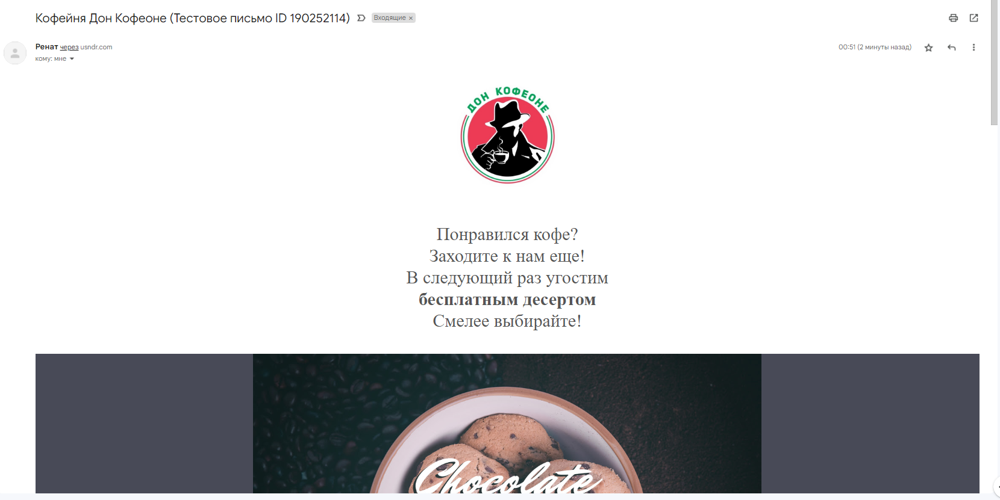 Кофейня Дон Кофеоне (Тестовое письмо ID 190252114)
Входящие ×
Ренат через usndr.com
00:51 (2 минуты назад)
кому: мне
ДОН КОФЕОНЕ
Понравился кофе?
Заходите к нам еще!
В следующий раз угостим
бесплатным десертом
Смелее выбирайте!
Chocolate